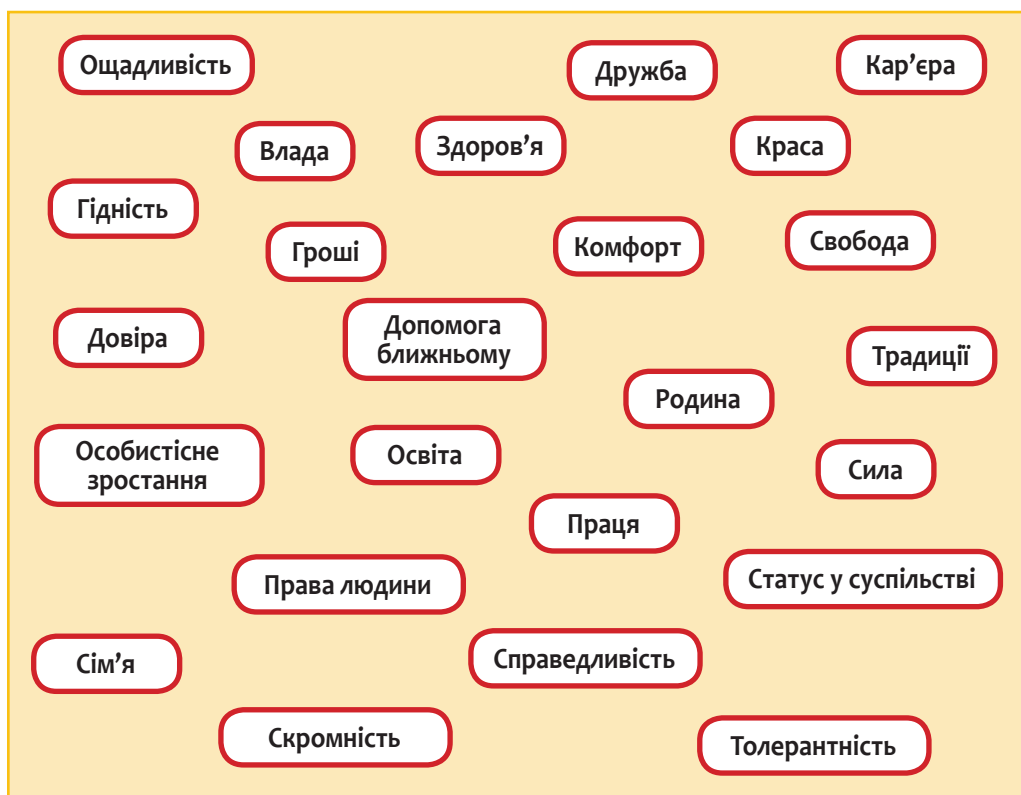 Ощадливість
Дружба
Кар’єра
Влада
Здоров’я
Краса
Гідність
Гроші
Комфорт
Свобода
Довіра
Допомога
ближньому
Традиції
Родина
Особистісне
зростання
Освіта
Сила
Праця
Права людини
Статус у суспільстві
Сім’я
Справедливість
Скромність
Толерантність